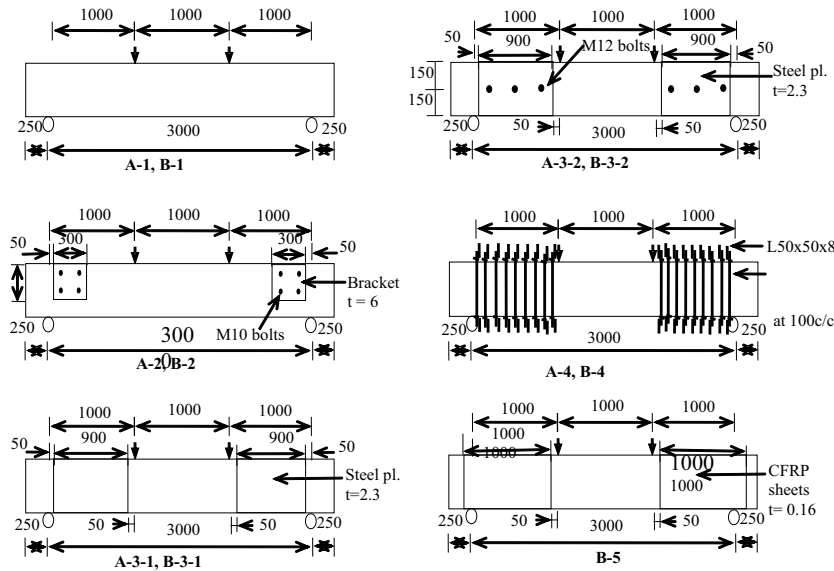 1000 1000 1000
250 3000 250
A-1, B-1
1000 1000 1000
50 900 900 50
M12 bolts
Steel pl.
t=2.3
150
150
250 50 3000 50 250
A-3-2, B-3-2
1000 1000 1000
50 300 300 50
Bracket
t = 6
M10 bolts
250 300 250
0
A-2, B-2
1000 1000 1000
L50x50x8
at 100c/c
250 3000 250
A-4, B-4
1000 1000 1000
900 900 50
Steel pl.
t=2.3
250 50 3000 50 250
A-3-1, B-3-1
1000 1000 1000
1000 1000
1000 1000
CFRP
sheets
t= 0.16
250 50 3000 50 250
B-5